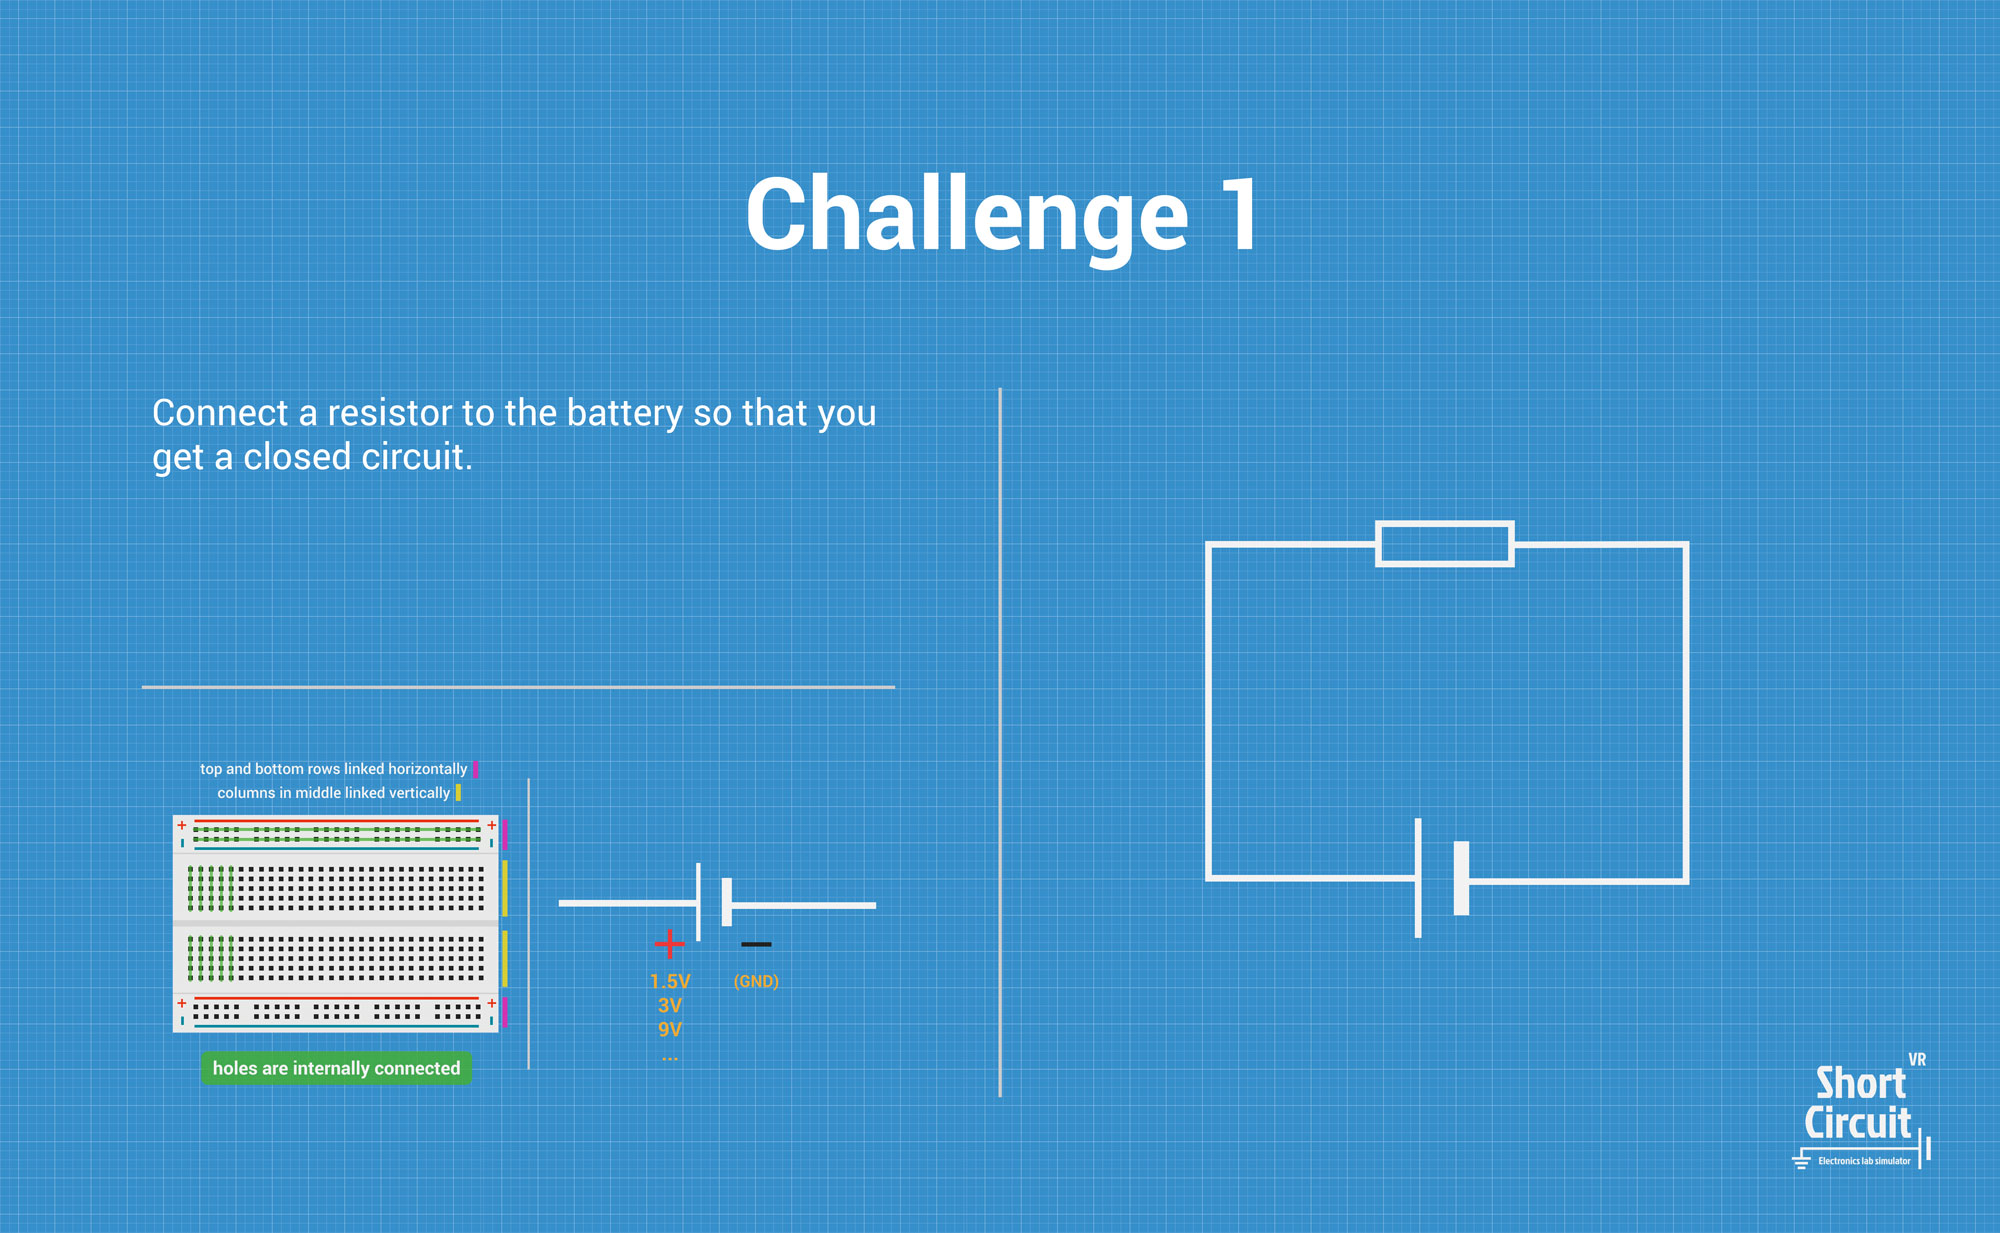 Challenge 1
Connect a resistor to the battery so that you
get a closed circuit.
top and bottom rows linked horizontally
columns in middle linked vertically
+ +
- -
+ +
- -
holes are internally connected
+ -
1.5V (GND)
3V
9V
...
VR
Short
Circuit
Electronics lab simulator